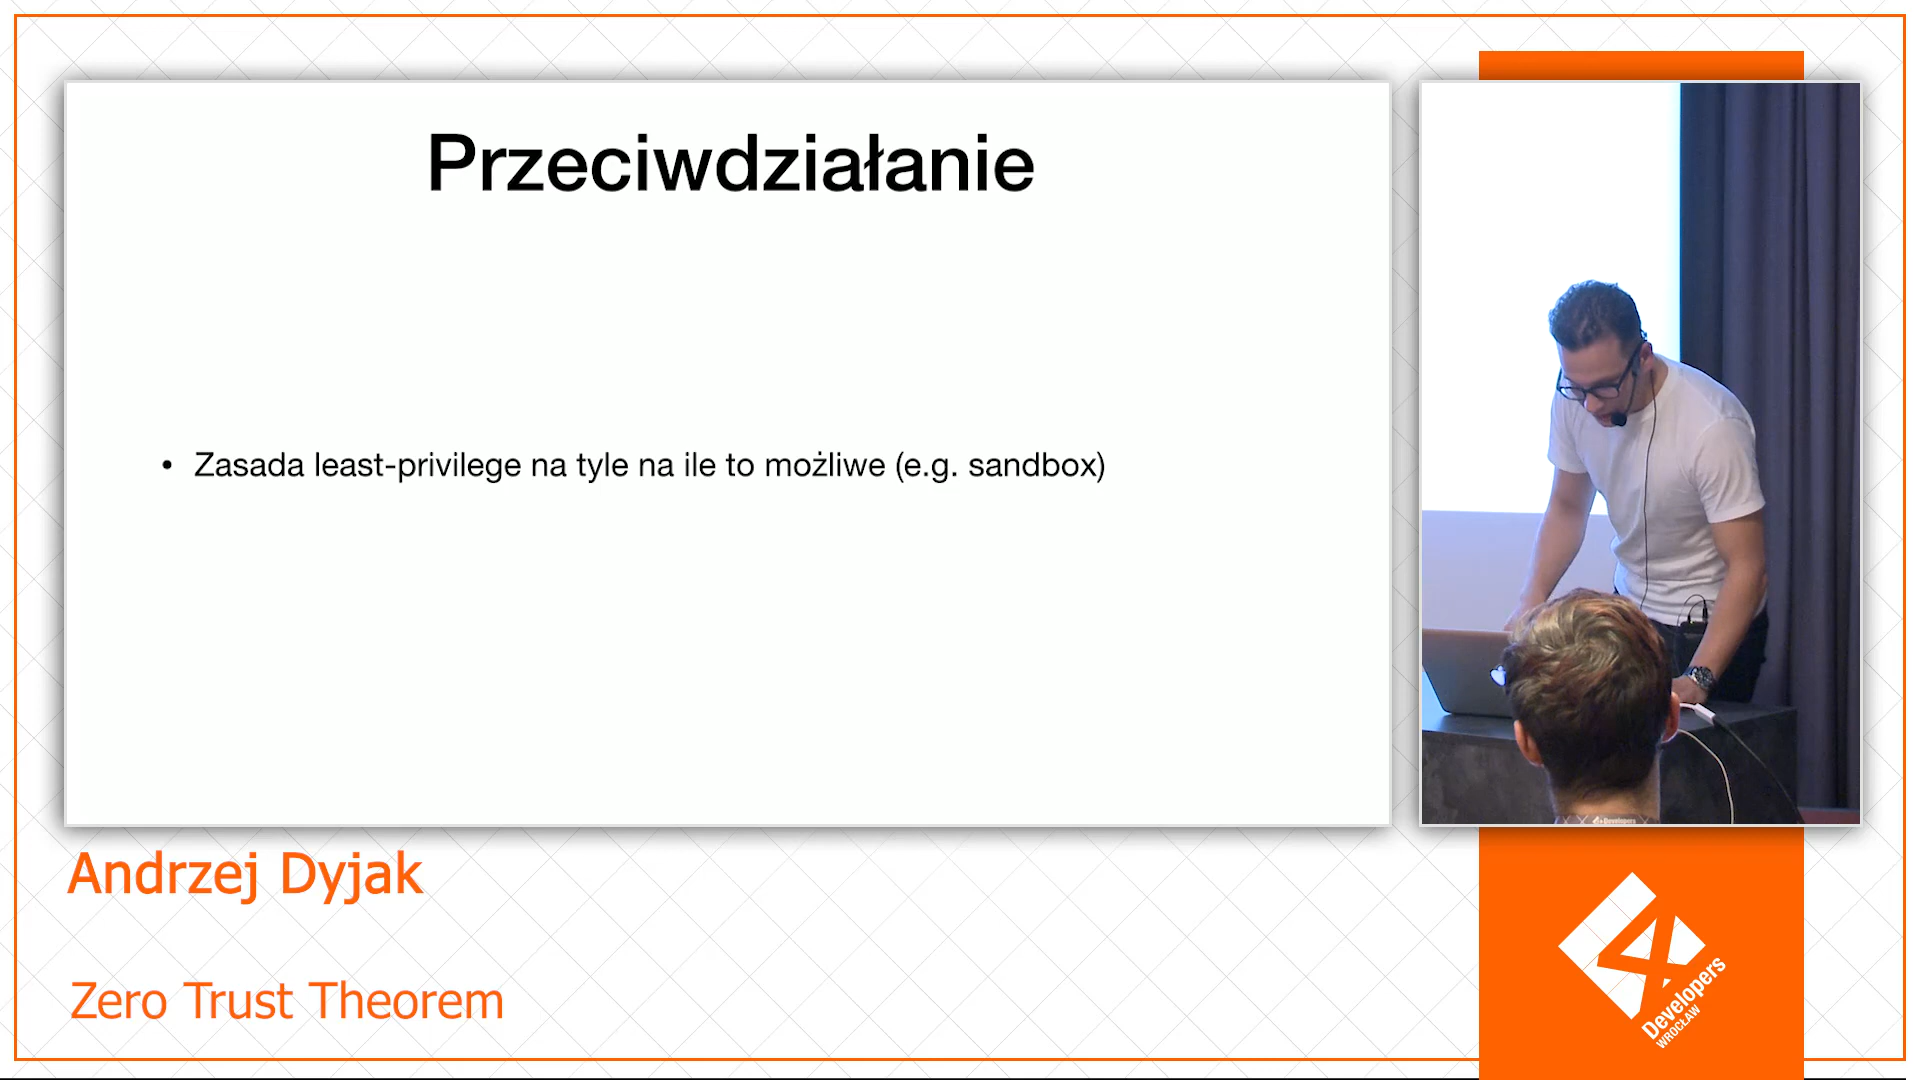 Przeciwdziałanie
• Zasada least-privilege na tyle na ile to możliwe (e.g. sandbox)
Andrzej Dyjak
Zero Trust Theorem
4
Developers
WROCŁAW
4Developers